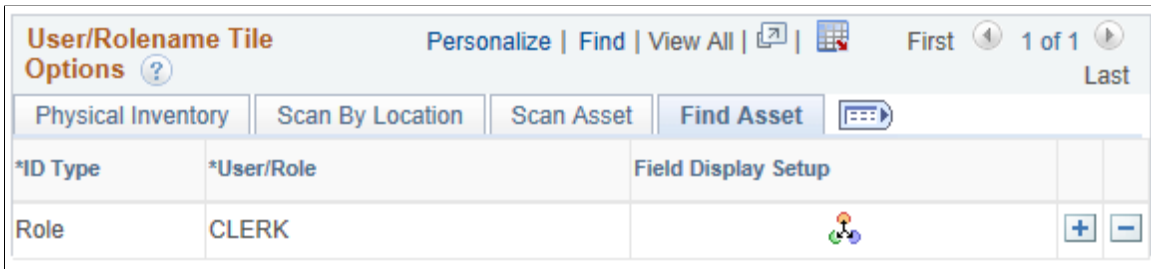 User/Rolename Tile Personalize | Find | View All | | First 1 of 1
Options ? Last
Physical Inventory Scan By Location Scan Asset Find Asset
*ID Type *User/Role Field Display Setup
Role CLERK